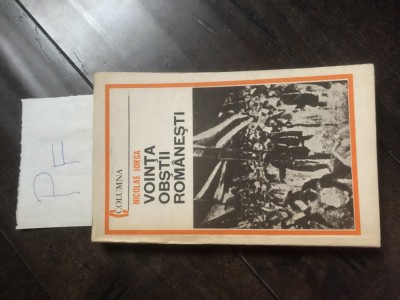 PF
COLUMNA
NICOLAE IORGA
VOINȚA
OBȘTII
ROMÂNEȘTI